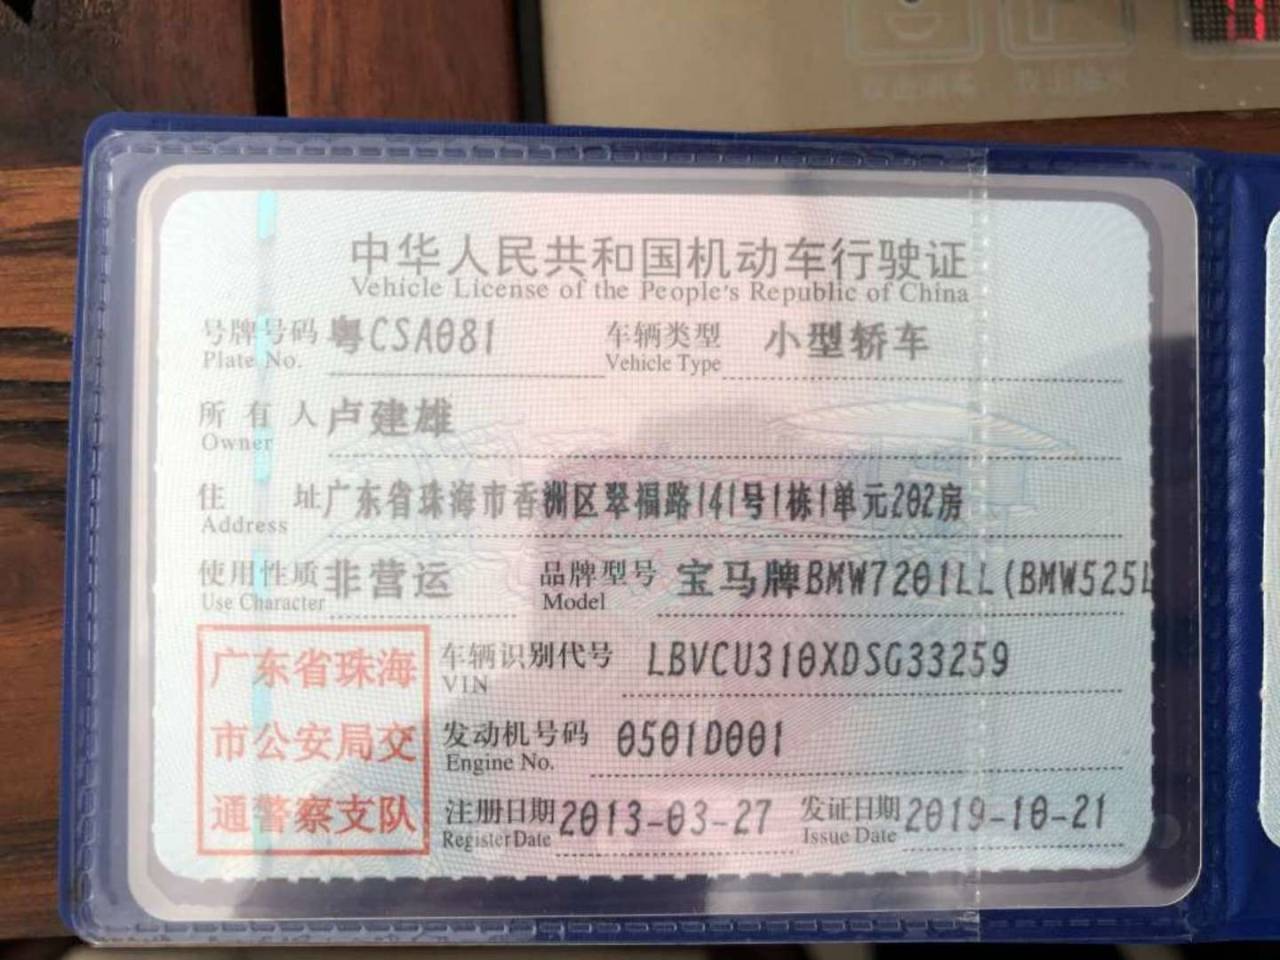 中华人民共和国机动车行驶证
Vehicle License of the People's Republic of China
号牌号码 粤CSA081 车辆类型 小型轿车
Plate No. Vehicle Type
所有人 卢建雄
Owner
住址 广东省珠海市香洲区翠福路141号1栋1单元202房
Address
使用性质 非营运 品牌型号 宝马牌BMW7201LL(BMW525L
Use Character Model
广东省珠海
市公安局交
通警察支队
车辆识别代号 LBVCU310XDSG33259
VIN
发动机号码 0501D001
Engine No.
注册日期 2013-03-27 发证日期 2019-10-21
Register Date Issue Date